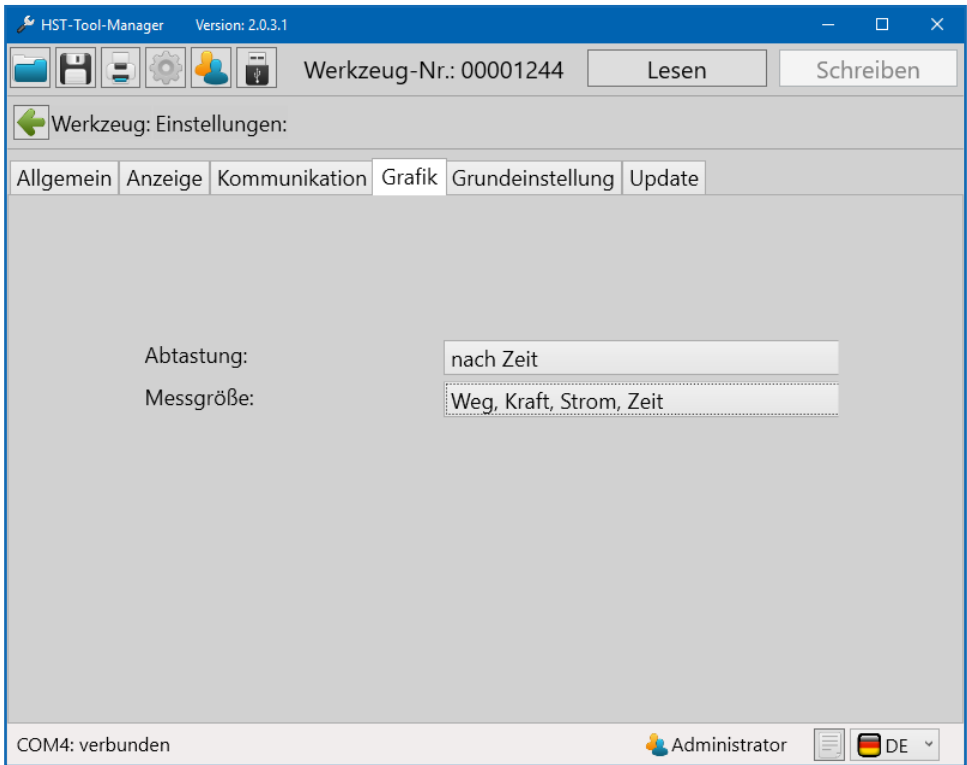 HST-Tool-Manager Version: 2.0.3.1
Werkzeug-Nr.: 00001244 Lesen Schreiben
Werkzeug: Einstellungen:
Allgemein Anzeige Kommunikation Grafik Grundeinstellung Update
Abtastung: nach Zeit
Messgröße: Weg, Kraft, Strom, Zeit
COM4: verbunden Administrator DE